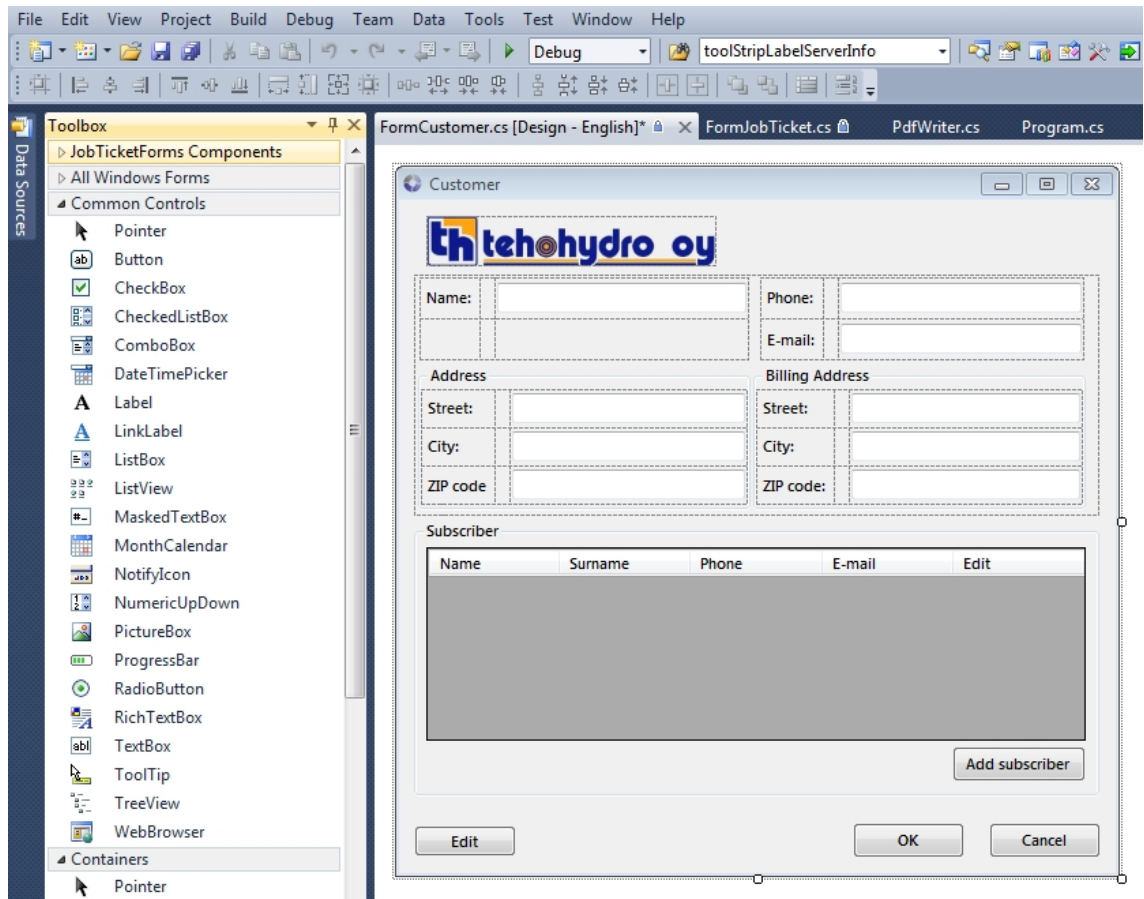 File Edit View Project Build Debug Team Data Tools Test Window Help
Debug toolStripLabelServerInfo
Data Sources
Toolbox
JobTicketForms Components
All Windows Forms
Common Controls
Pointer
Button
CheckBox
CheckedListBox
ComboBox
DateTimePicker
Label
LinkLabel
ListBox
ListView
MaskedTextBox
MonthCalendar
NotifyIcon
NumericUpDown
PictureBox
ProgressBar
RadioButton
RichTextBox
TextBox
ToolTip
TreeView
WebBrowser
Containers
Pointer
FormCustomer.cs [Design - English]* FormJobTicket.cs PdfWriter.cs Program.cs
Customer
th tehohydro oy
Name: Phone:
E-mail:
Address Billing Address
Street: Street:
City: City:
ZIP code ZIP code:
Subscriber
Name Surname Phone E-mail Edit
Add subscriber
Edit OK Cancel